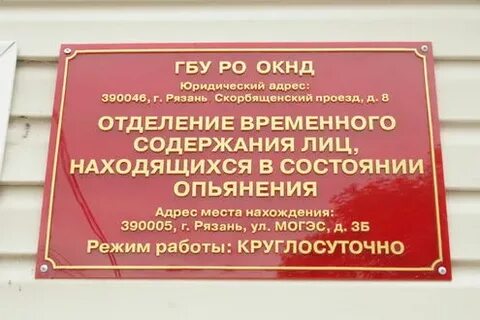 ГБУ РО ОКНД
Юридический адрес:
390046, г. Рязань Скорбященский проезд, д. 8
ОТДЕЛЕНИЕ ВРЕМЕННОГО
СОДЕРЖАНИЯ ЛИЦ,
НАХОДЯЩИХСЯ В СОСТОЯНИИ
ОПЬЯНЕНИЯ
Адрес места нахождения:
390005, г. Рязань, ул. МОГЭС, д. 3Б
Режим работы: КРУГЛОСУТОЧНО